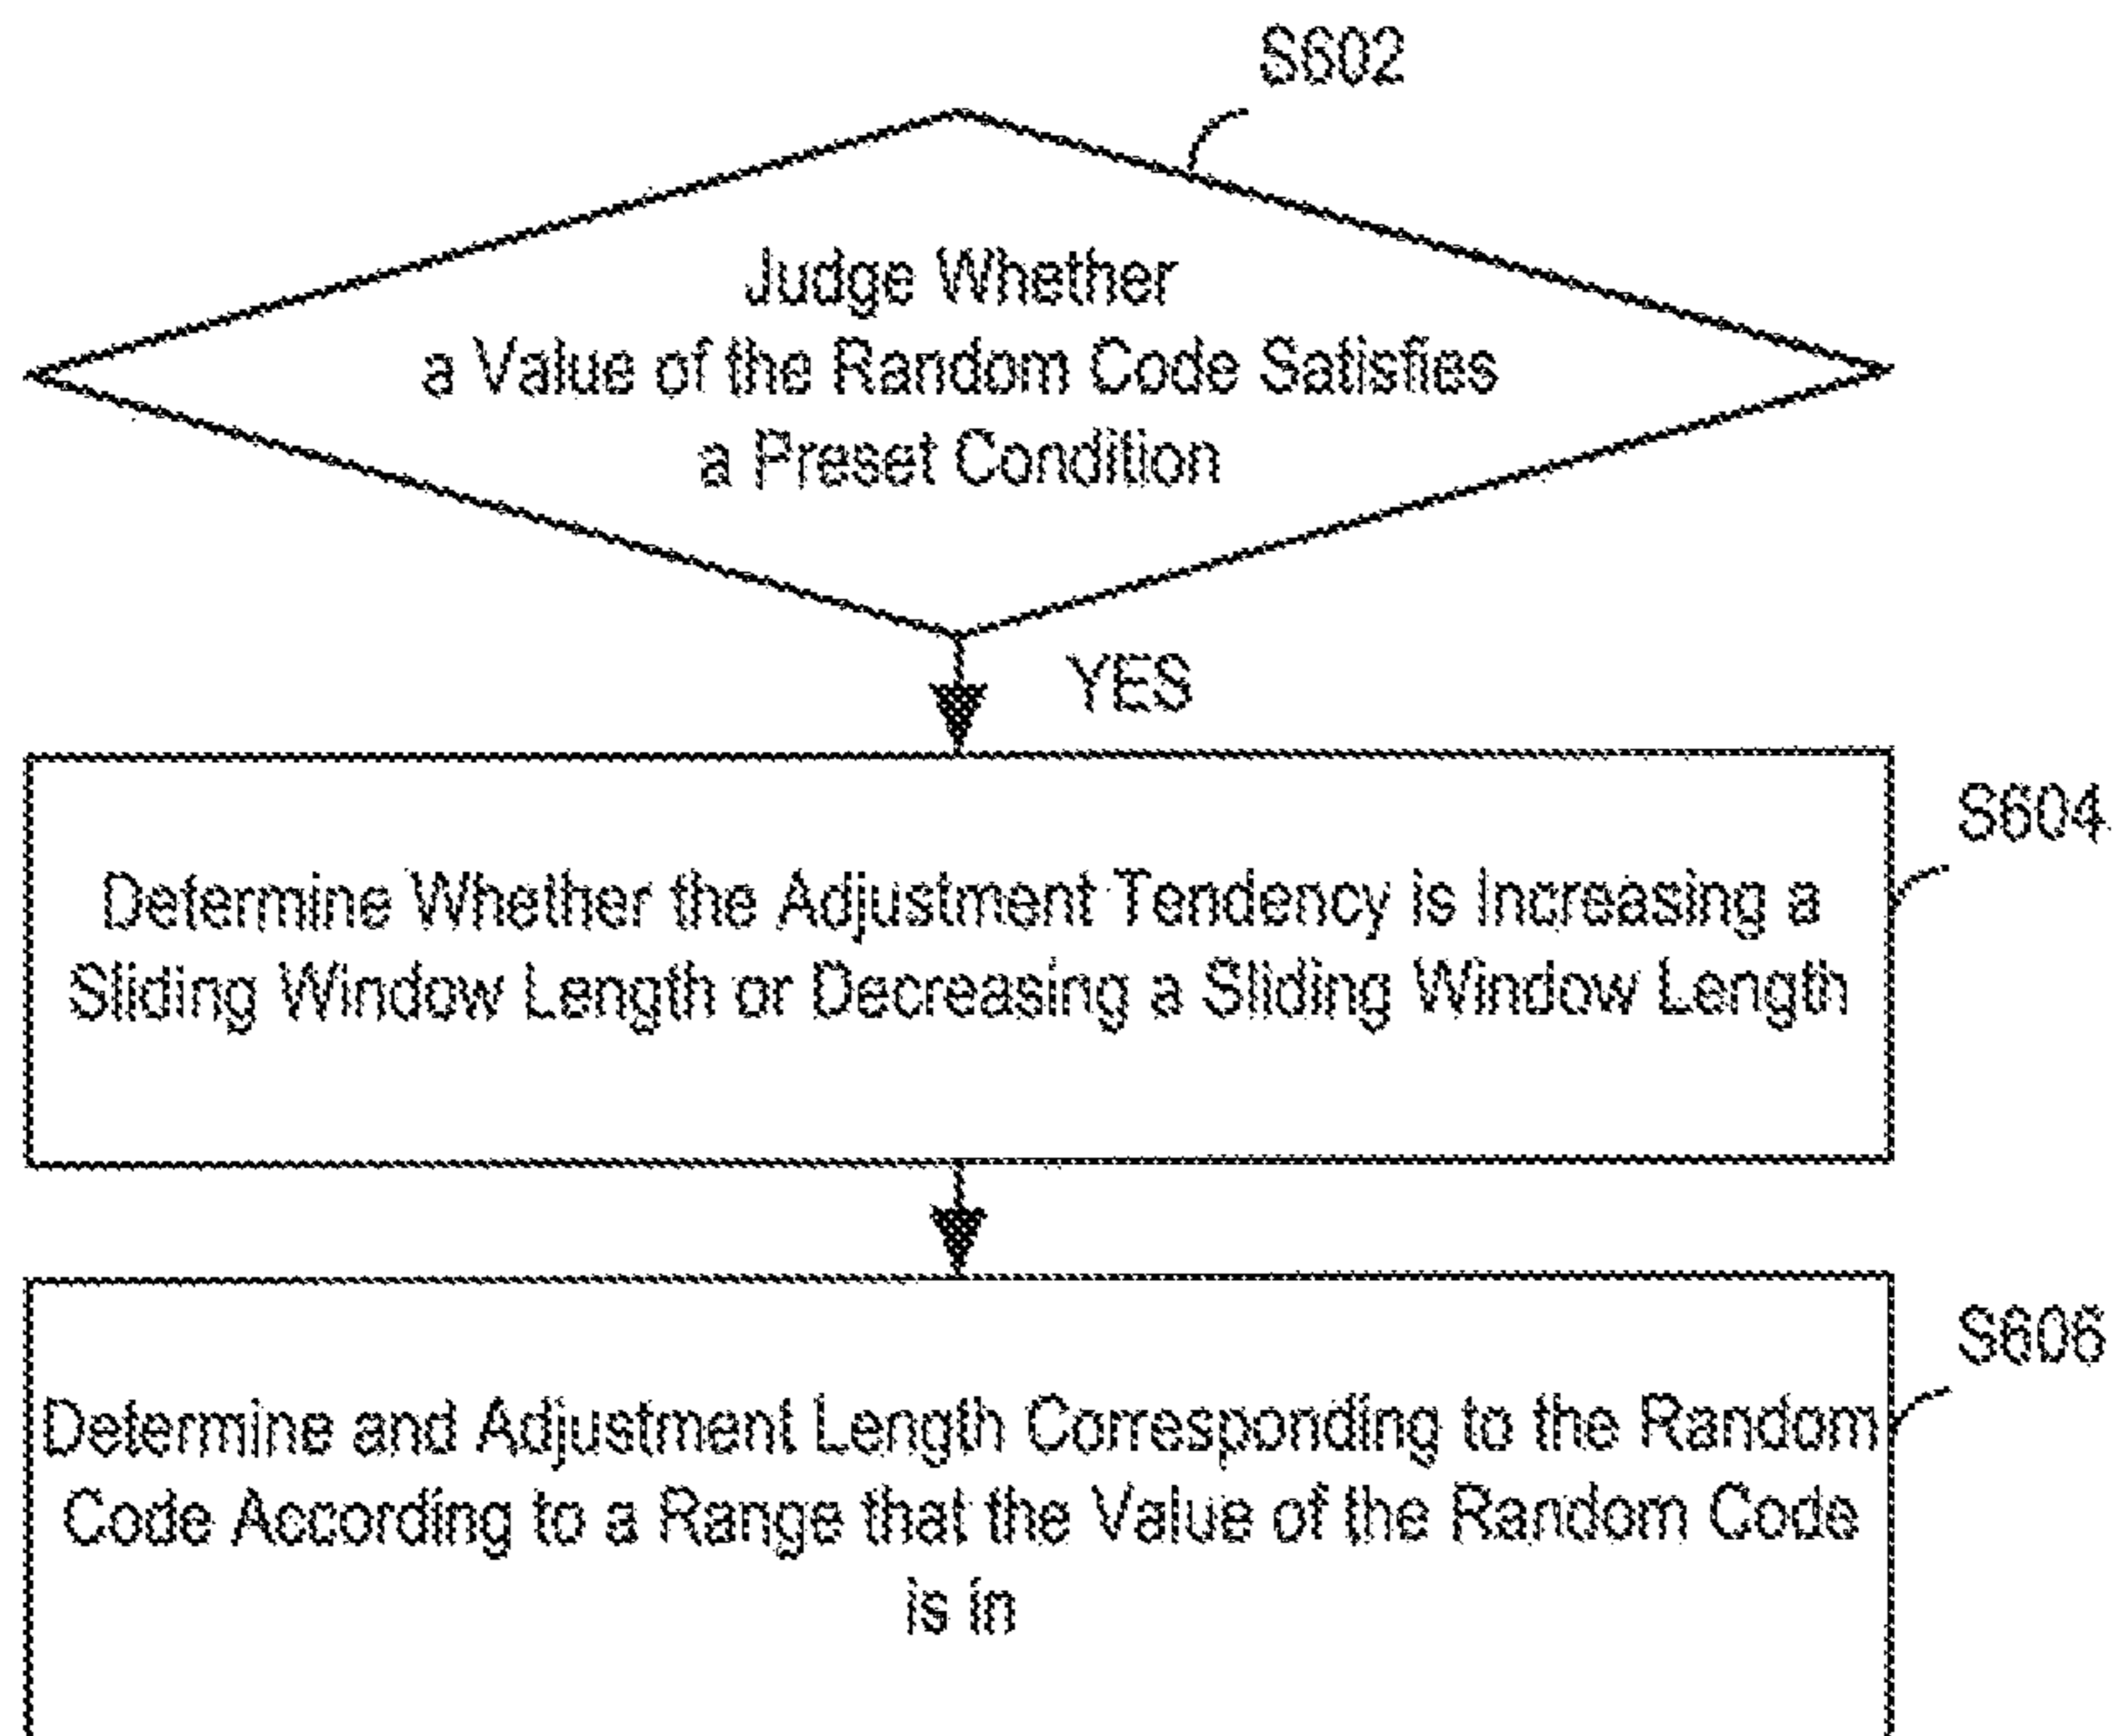 S602
Judge Whether
a Value of the Random Code Satisfies
a Preset Condition
YES
S604
Determine Whether the Adjustment Tendency is Increasing a
Sliding Window Length or Decreasing a Sliding Window Length
S606
Determine and Adjustment Length Corresponding to the Random
Code According to a Range that the Value of the Random Code
is in